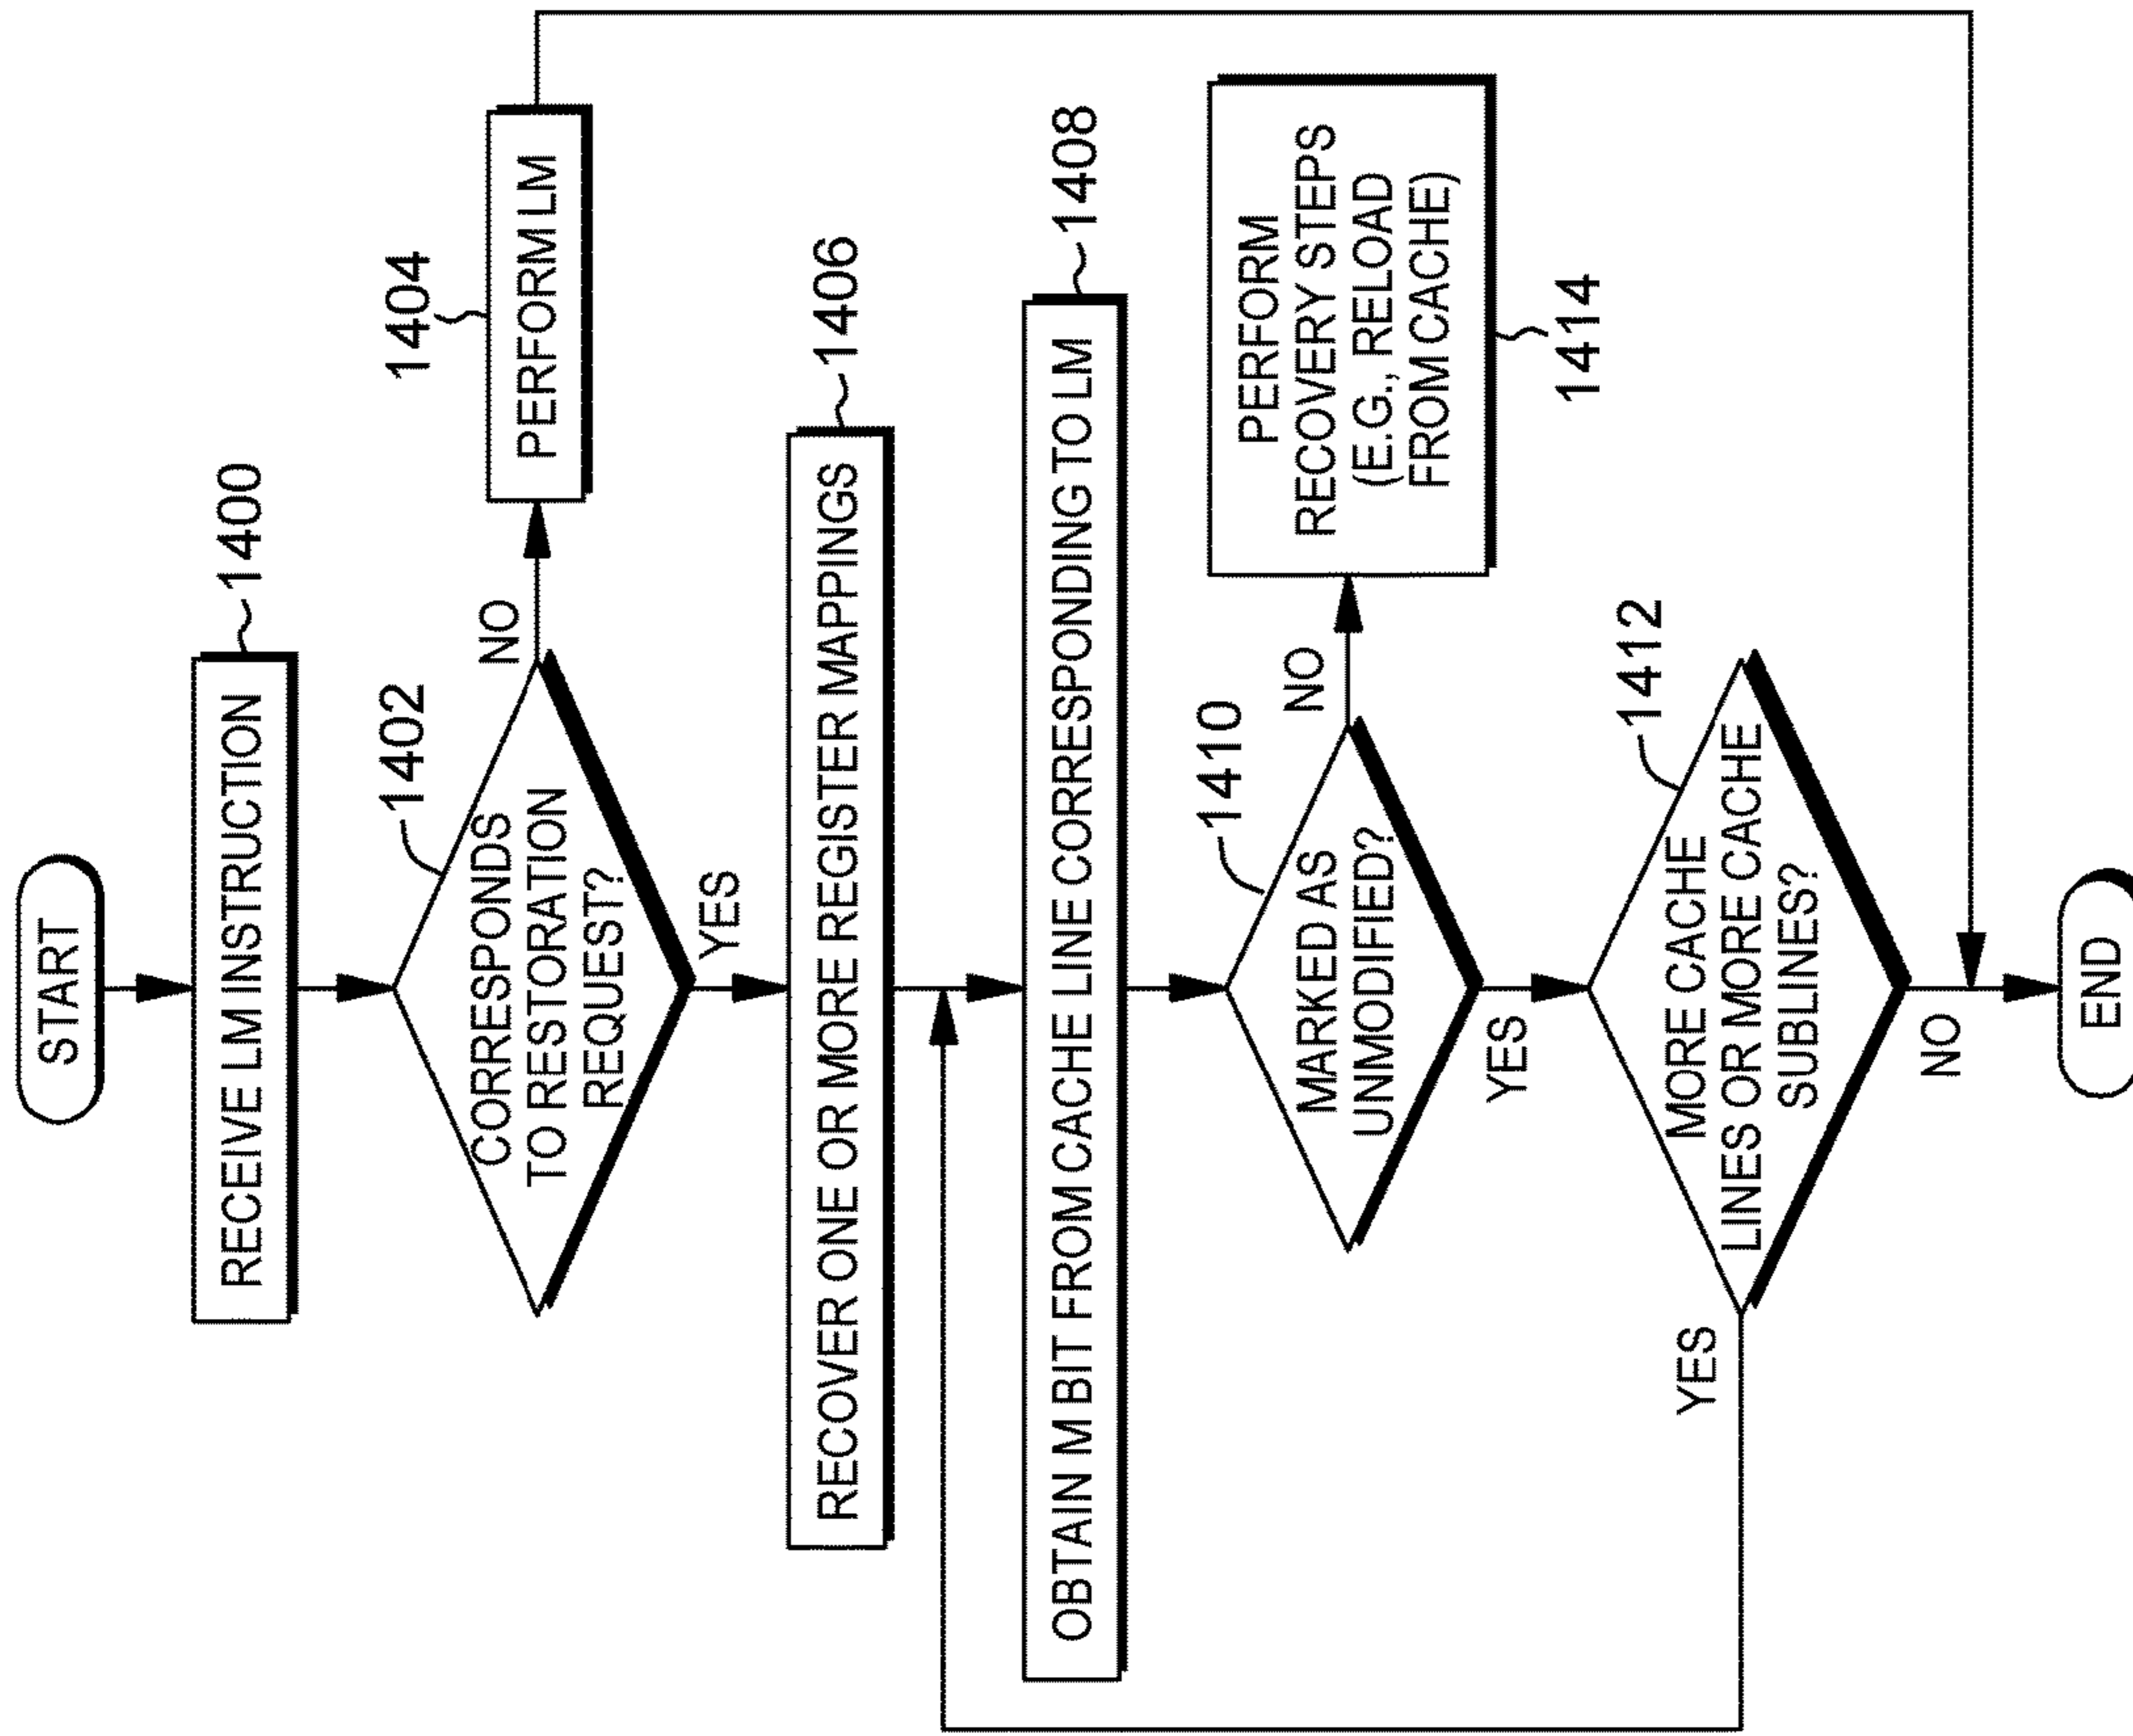 START
RECEIVE LM INSTRUCTION
1400
CORRESPONDS
TO RESTORATION
REQUEST?
1402
NO
PERFORM LM
1404
YES
RECOVER ONE OR MORE REGISTER MAPPINGS
1406
OBTAIN M BIT FROM CACHE LINE CORRESPONDING TO LM
1408
MARKED AS
UNMODIFIED?
1410
NO
PERFORM
RECOVERY STEPS
(E.G., RELOAD
FROM CACHE)
1414
YES
MORE CACHE
LINES OR MORE CACHE
SUBLINES?
1412
YES
NO
END